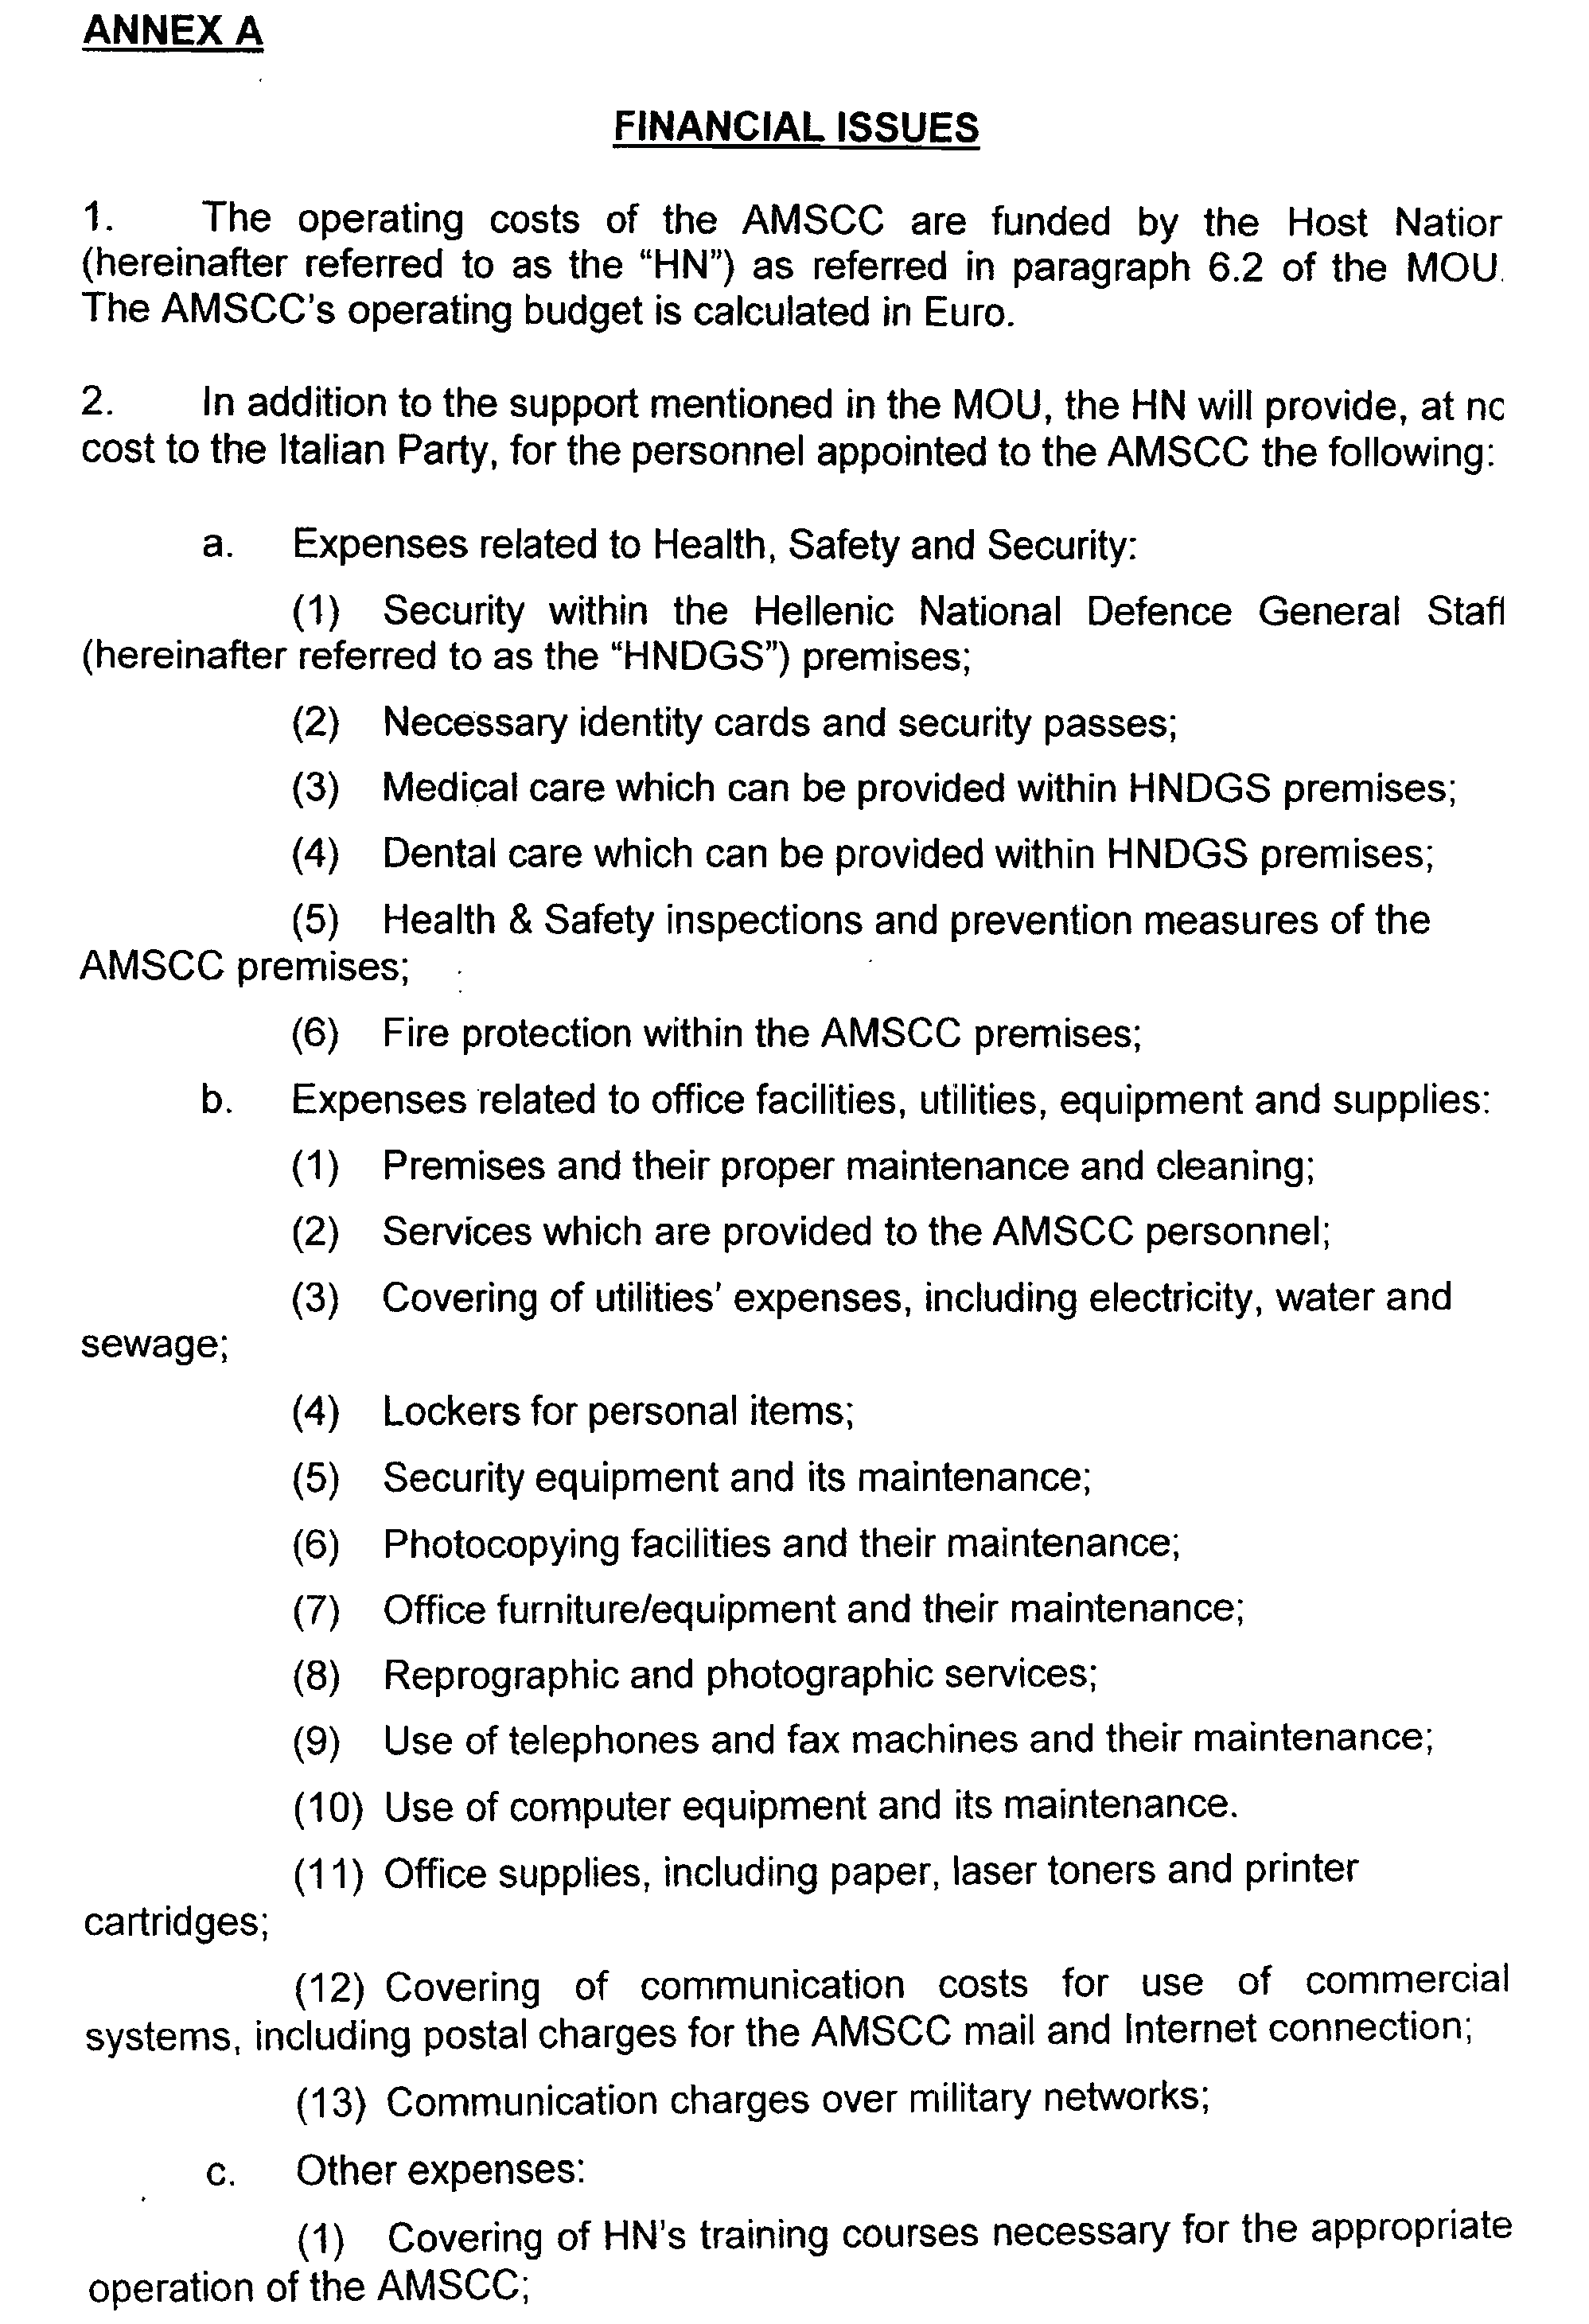 ANNEX A
FINANCIAL ISSUES
1. The operating costs of the AMSCC are funded by the Host Nation
(hereinafter referred to as the “HN”) as referred in paragraph 6.2 of the MOU.
The AMSCC's operating budget is calculated in Euro.
2. In addition to the support mentioned in the MOU, the HN will provide, at no
cost to the Italian Party, for the personnel appointed to the AMSCC the following:
a. Expenses related to Health, Safety and Security:
(1) Security within the Hellenic National Defence General Staff
(hereinafter referred to as the “HNDGS”) premises;
(2) Necessary identity cards and security passes;
(3) Medical care which can be provided within HNDGS premises;
(4) Dental care which can be provided within HNDGS premises;
(5) Health & Safety inspections and prevention measures of the
AMSCC premises;
(6) Fire protection within the AMSCC premises;
b. Expenses related to office facilities, utilities, equipment and supplies:
(1) Premises and their proper maintenance and cleaning;
(2) Services which are provided to the AMSCC personnel;
(3) Covering of utilities' expenses, including electricity, water and
sewage;
(4) Lockers for personal items;
(5) Security equipment and its maintenance;
(6) Photocopying facilities and their maintenance;
(7) Office furniture/equipment and their maintenance;
(8) Reprographic and photographic services;
(9) Use of telephones and fax machines and their maintenance;
(10) Use of computer equipment and its maintenance.
(11) Office supplies, including paper, laser toners and printer
cartridges;
(12) Covering of communication costs for use of commercial
systems, including postal charges for the AMSCC mail and Internet connection;
(13) Communication charges over military networks;
c. Other expenses:
(1) Covering of HN's training courses necessary for the appropriate
operation of the AMSCC;